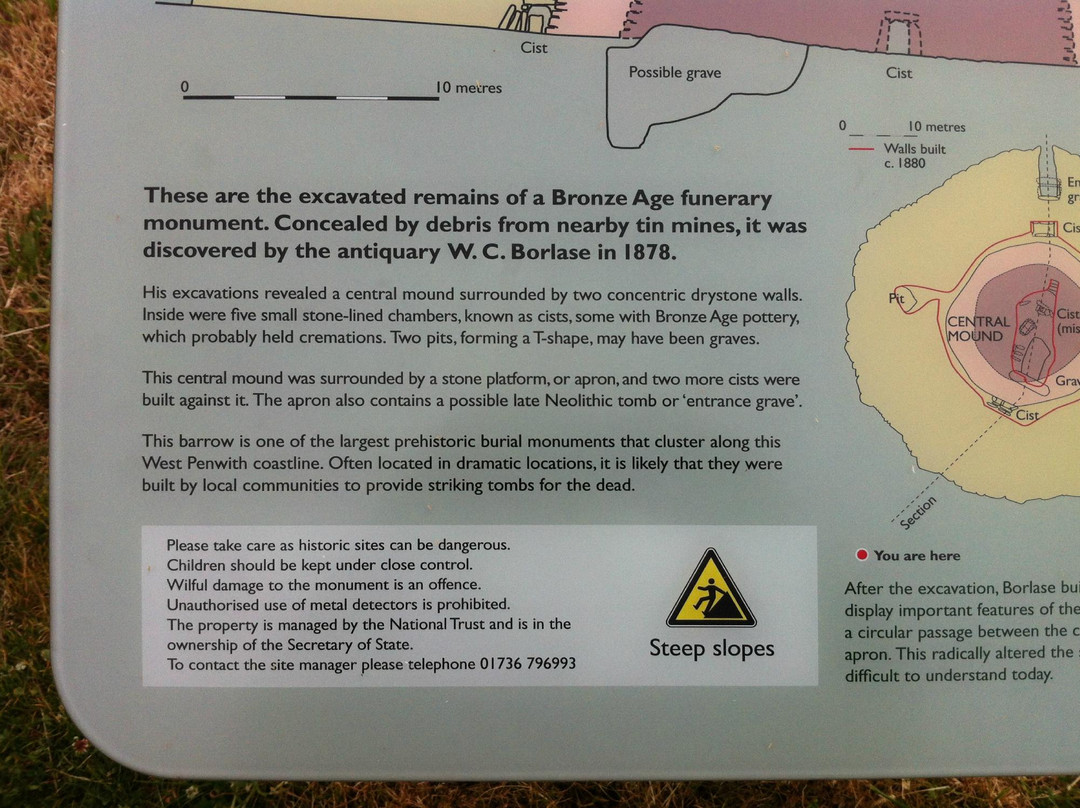 Cist
Possible grave
Cist
0 10 metres
These are the excavated remains of a Bronze Age funerary
monument. Concealed by debris from nearby tin mines, it was
discovered by the antiquary W. C. Borlase in 1878.
His excavations revealed a central mound surrounded by two concentric drystone walls.
Inside were five small stone-lined chambers, known as cists, some with Bronze Age pottery,
which probably held cremations. Two pits, forming a T-shape, may have been graves.
This central mound was surrounded by a stone platform, or apron, and two more cists were
built against it. The apron also contains a possible late Neolithic tomb or 'entrance grave'.
This barrow is one of the largest prehistoric burial monuments that cluster along this
West Penwith coastline. Often located in dramatic locations, it is likely that they were
built by local communities to provide striking tombs for the dead.
Please take care as historic sites can be dangerous.
Children should be kept under close control.
Wilful damage to the monument is an offence.
Unauthorised use of metal detectors is prohibited.
The property is managed by the National Trust and is in the
ownership of the Secretary of State.
To contact the site manager please telephone 01736 796993
Steep slopes
0 10 metres
Walls built
c. 1880
Pit
CENTRAL
MOUND
Cist
Section
You are here
After the excavation, Borlase
display important features of the
a circular passage between the
apron. This radically altered the
difficult to understand today.